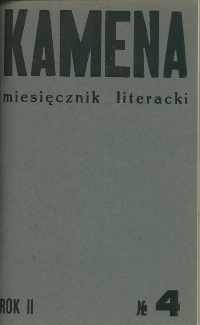 KAMENA
miesięcznik literacki
ROK II № 4